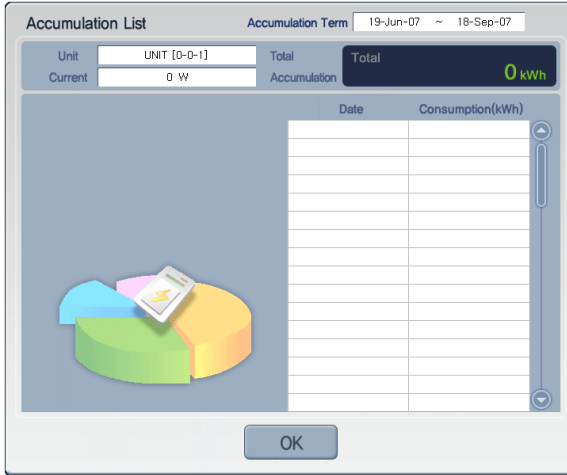 Accumulation List
Accumulation Term 19-Jun-07 ~ 18-Sep-07
Unit UNIT [0-0-1] Total Total
Current 0 W Accumulation 0 kWh
Date Consumption(kWh)
OK